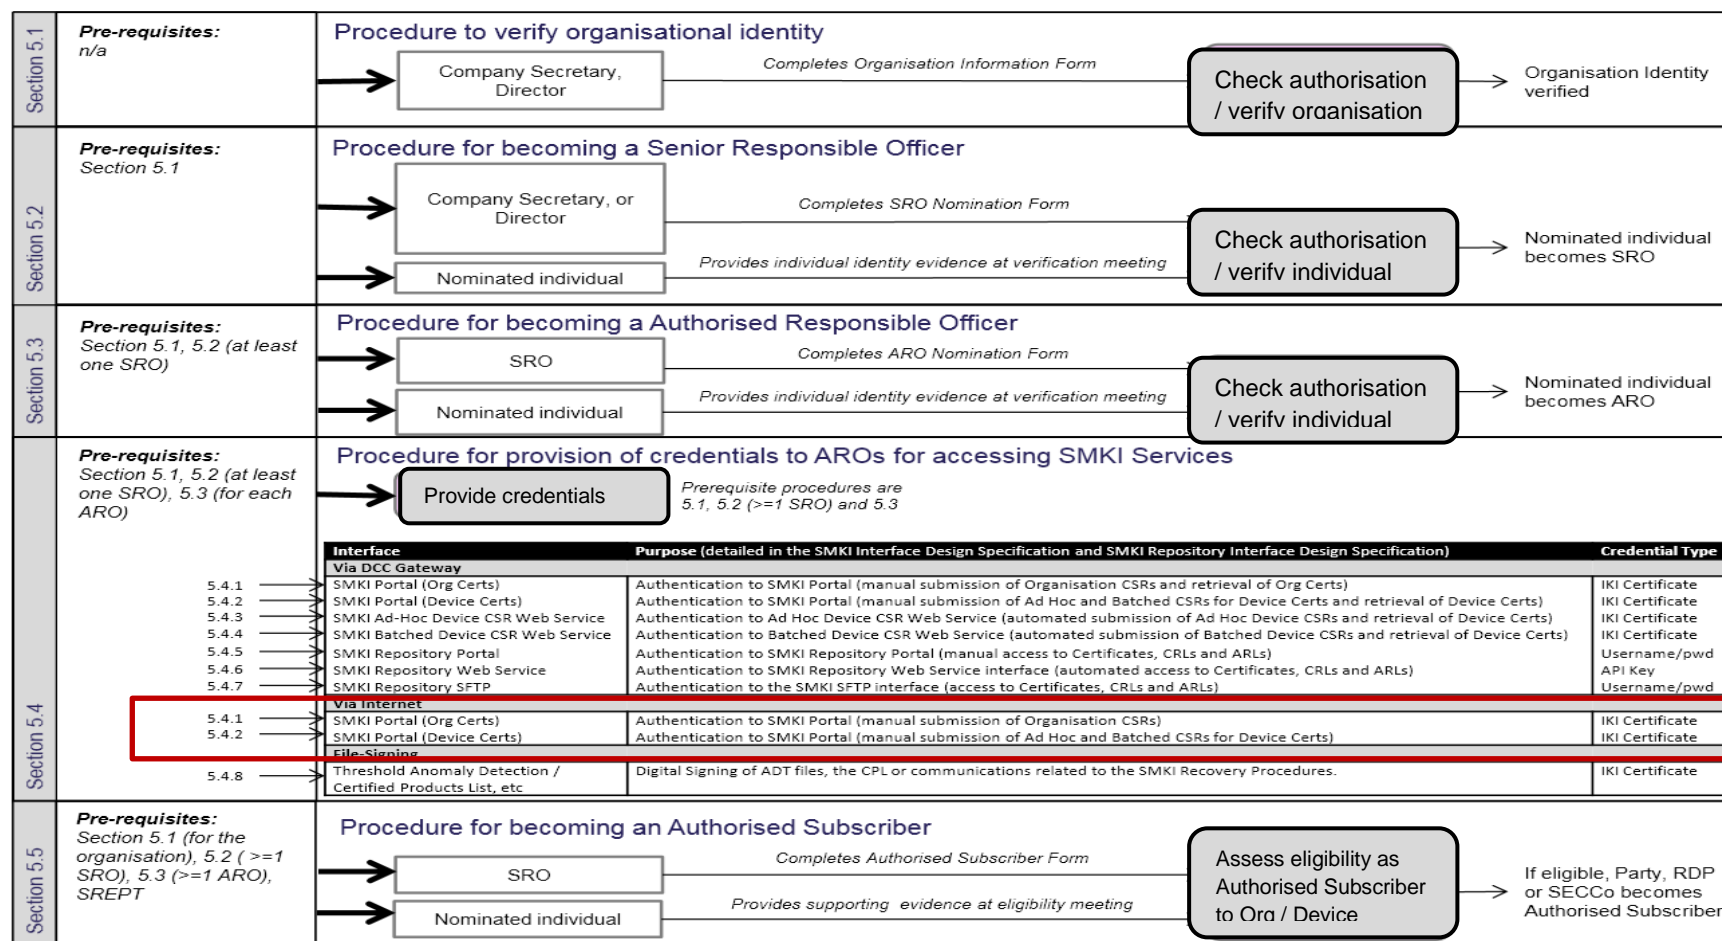 Section 5.1
Pre-requisites:
n/a
Procedure to verify organisational identity
Company Secretary,
Director
Completes Organisation Information Form
Check authorisation
/ verify organisation
Organisation Identity
verified
Section 5.2
Pre-requisites:
Section 5.1
Procedure for becoming a Senior Responsible Officer
Company Secretary, or
Director
Completes SRO Nomination Form
Nominated individual
Provides individual identity evidence at verification meeting
Check authorisation
/ verify individual
Nominated individual
becomes SRO
Section 5.3
Pre-requisites:
Section 5.1, 5.2 (at least
one SRO)
Procedure for becoming a Authorised Responsible Officer
SRO
Completes ARO Nomination Form
Nominated individual
Provides individual identity evidence at verification meeting
Check authorisation
/ verify individual
Nominated individual
becomes ARO
Section 5.4
Pre-requisites:
Section 5.1, 5.2 (at least
one SRO), 5.3 (for each
ARO)
Procedure for provision of credentials to AROs for accessing SMKI Services
Provide credentials
Prerequisite procedures are
5.1, 5.2 (>=1 SRO) and 5.3
Interface Purpose (detailed in the SMKI Interface Design Specification and SMKI Repository Interface Design Specification) Credential Type
Via DCC Gateway
5.4.1 SMKI Portal (Org Certs) Authentication to SMKI Portal (manual submission of Organisation CSRs and retrieval of Org Certs) IKI Certificate
5.4.2 SMKI Portal (Device Certs) Authentication to SMKI Portal (manual submission of Ad Hoc and Batched CSRs for Device Certs and retrieval of Device Certs) IKI Certificate
5.4.3 SMKI Ad-Hoc Device CSR Web Service Authentication to Ad Hoc Device CSR Web Service (automated submission of Ad Hoc Device CSRs and retrieval of Device Certs) IKI Certificate
5.4.4 SMKI Batched Device CSR Web Service Authentication to Batched Device CSR Web Service (automated submission of Batched Device CSRs and retrieval of Device Certs) IKI Certificate
5.4.5 SMKI Repository Portal Authentication to SMKI Repository Portal (manual access to Certificates, CRLs and ARLs) Username/pwd
5.4.6 SMKI Repository Web Service Authentication to SMKI Repository Web Service interface (automated access to Certificates, CRLs and ARLs) API Key
5.4.7 SMKI Repository SFTP Authentication to the SMKI SFTP interface (access to Certificates, CRLs and ARLs) Username/pwd
Via Internet
5.4.1 SMKI Portal (Org Certs) Authentication to SMKI Portal (manual submission of Organisation CSRs) IKI Certificate
5.4.2 SMKI Portal (Device Certs) Authentication to SMKI Portal (manual submission of Ad Hoc and Batched CSRs for Device Certs) IKI Certificate
File-Signing
5.4.8 Threshold Anomaly Detection / Digital Signing of ADT files, the CPL or communications related to the SMKI Recovery Procedures. IKI Certificate
Certified Products List, etc
Section 5.5
Pre-requisites:
Section 5.1 (for the
organisation), 5.2 ( >=1
SRO), 5.3 (>=1 ARO),
SREPT
Procedure for becoming an Authorised Subscriber
SRO
Completes Authorised Subscriber Form
Nominated individual
Provides supporting evidence at eligibility meeting
Assess eligibility as
Authorised Subscriber
to Org / Device
If eligible, Party, RDP
or SECCo becomes
Authorised Subscriber